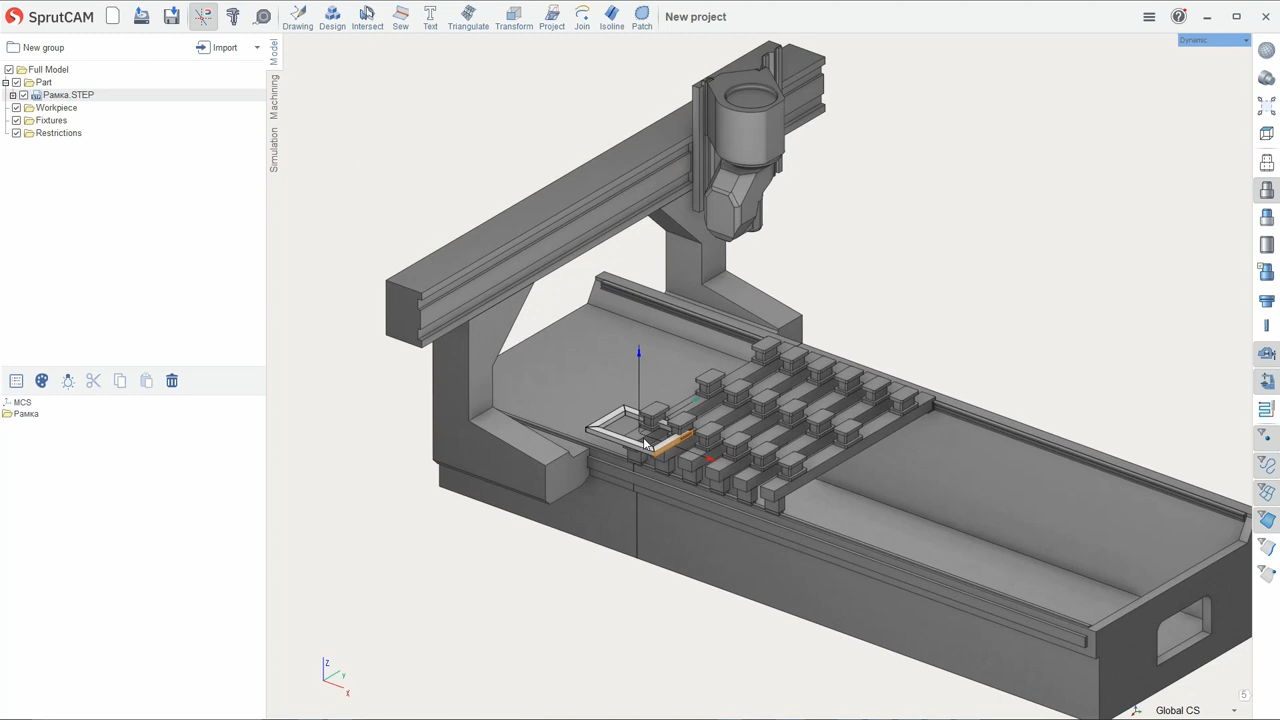 SprutCAM
Drawing
Design
Intersect
Sew
Text
Triangulate
Transform
Project
Join
Isoline
Patch
New project
New group
Import
Full Model
Part
Рамка.STEP
Workpiece
Fixtures
Restrictions
Model
Machining
Simulation
Dynamic
MCS
Рамка
Z
Y
X
5
Global CS